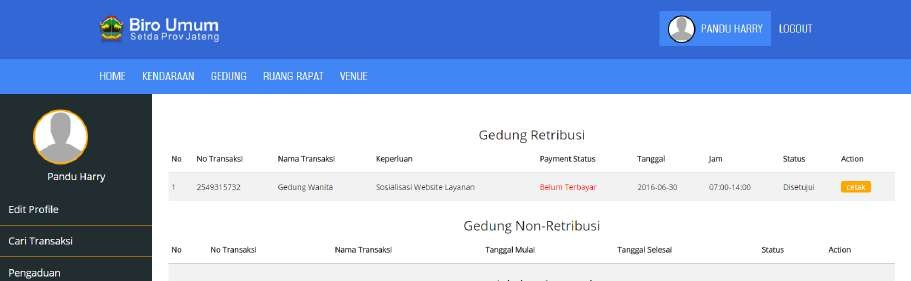 Biro Umum
Setda Prov Jateng
PANDU HARRY LOGOUT
HOME KENDARAAN GEDUNG RUANG RAPAT VENUE
Pandu Harry
Edit Profile
Cari Transaksi
Pengaduan
Gedung Retribusi
No No Transaksi Nama Transaksi Keperluan Payment Status Tanggal Jam Status Action
1 2549315732 Gedung Wanita Sosialisasi Website Layanan Belum Terbayar 2016-06-30 07:00-14:00 Disetujui cetak
Gedung Non-Retribusi
No No Transaksi Nama Transaksi Tanggal Mulai Tanggal Selesai Status Action